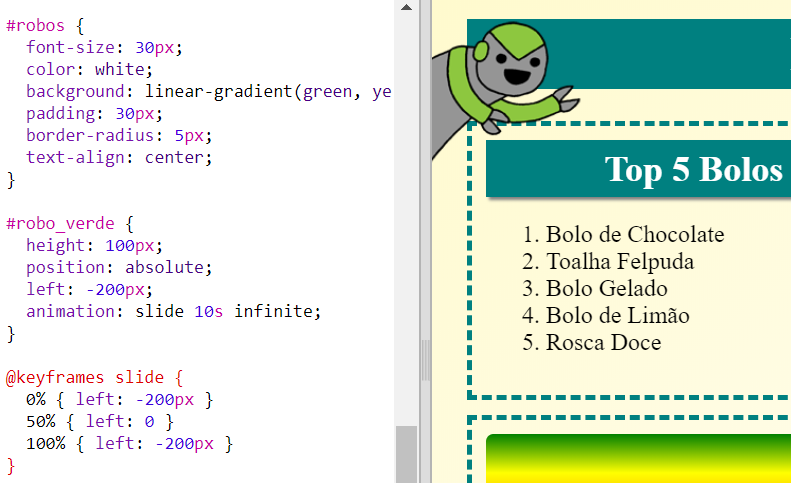 #robos {
font-size: 30px;
color: white;
background: linear-gradient(green, ye
padding: 30px;
border-radius: 5px;
text-align: center;
}
#robo_verde {
height: 100px;
position: absolute;
left: -200px;
animation: slide 10s infinite;
}
@keyframes slide {
0% { left: -200px }
50% { left: 0 }
100% { left: -200px }
}
Top 5 Bolos
1. Bolo de Chocolate
2. Toalha Felpuda
3. Bolo Gelado
4. Bolo de Limão
5. Rosca Doce